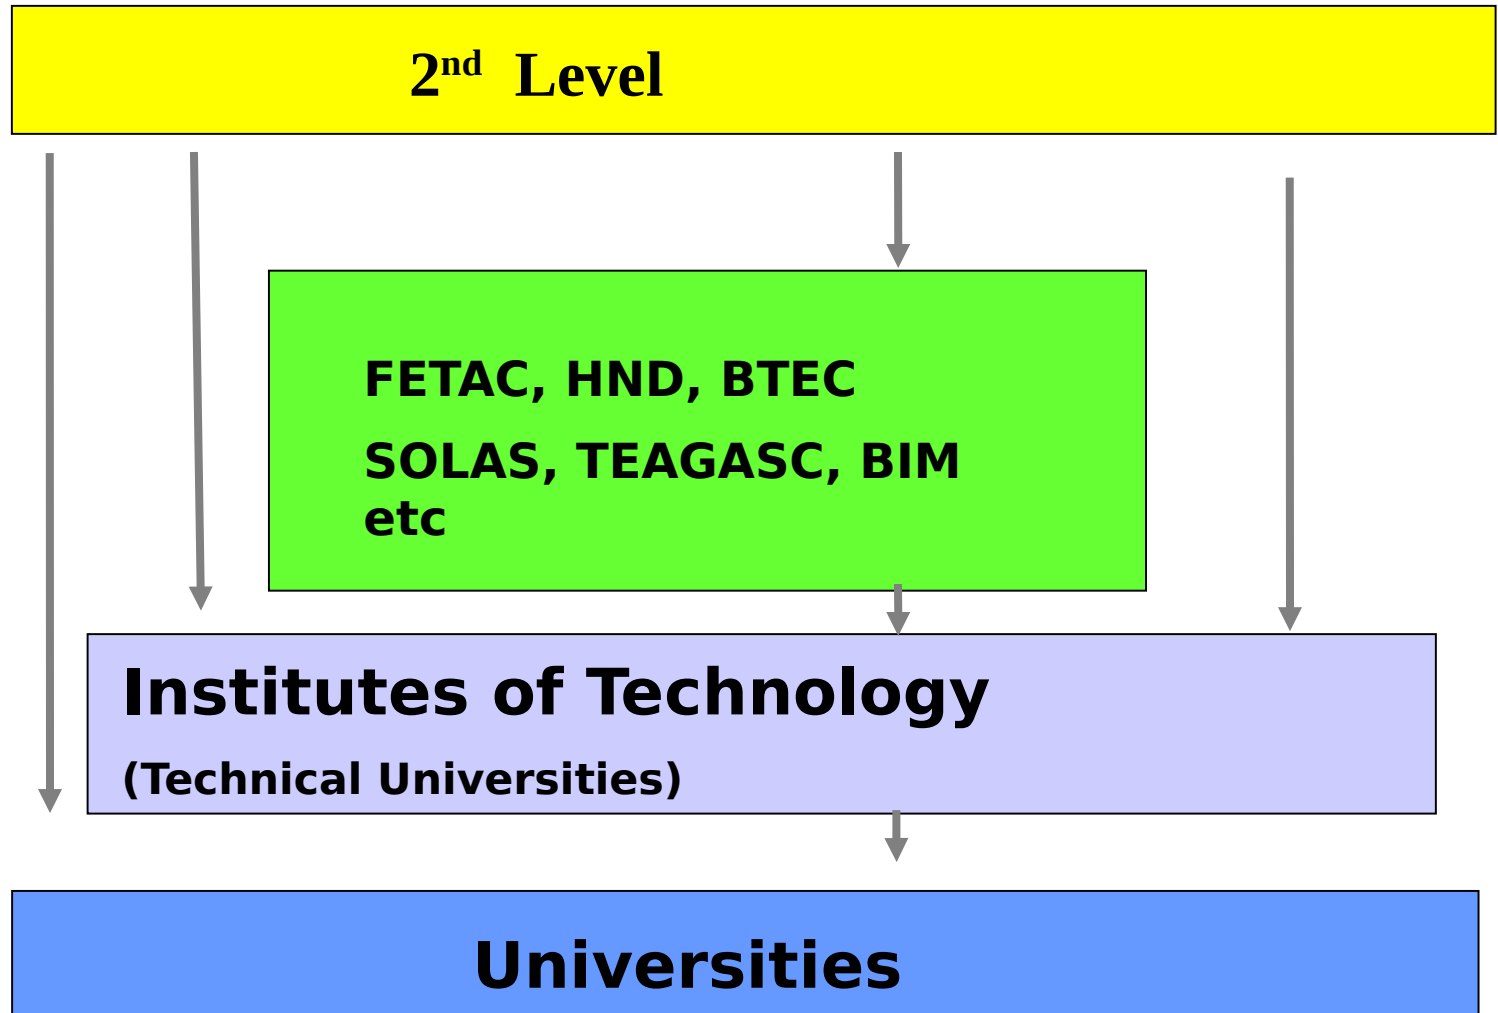 2nd Level
FETAC, HND, BTEC
SOLAS, TEAGASC, BIM
etc
Institutes of Technology
(Technical Universities)
Universities